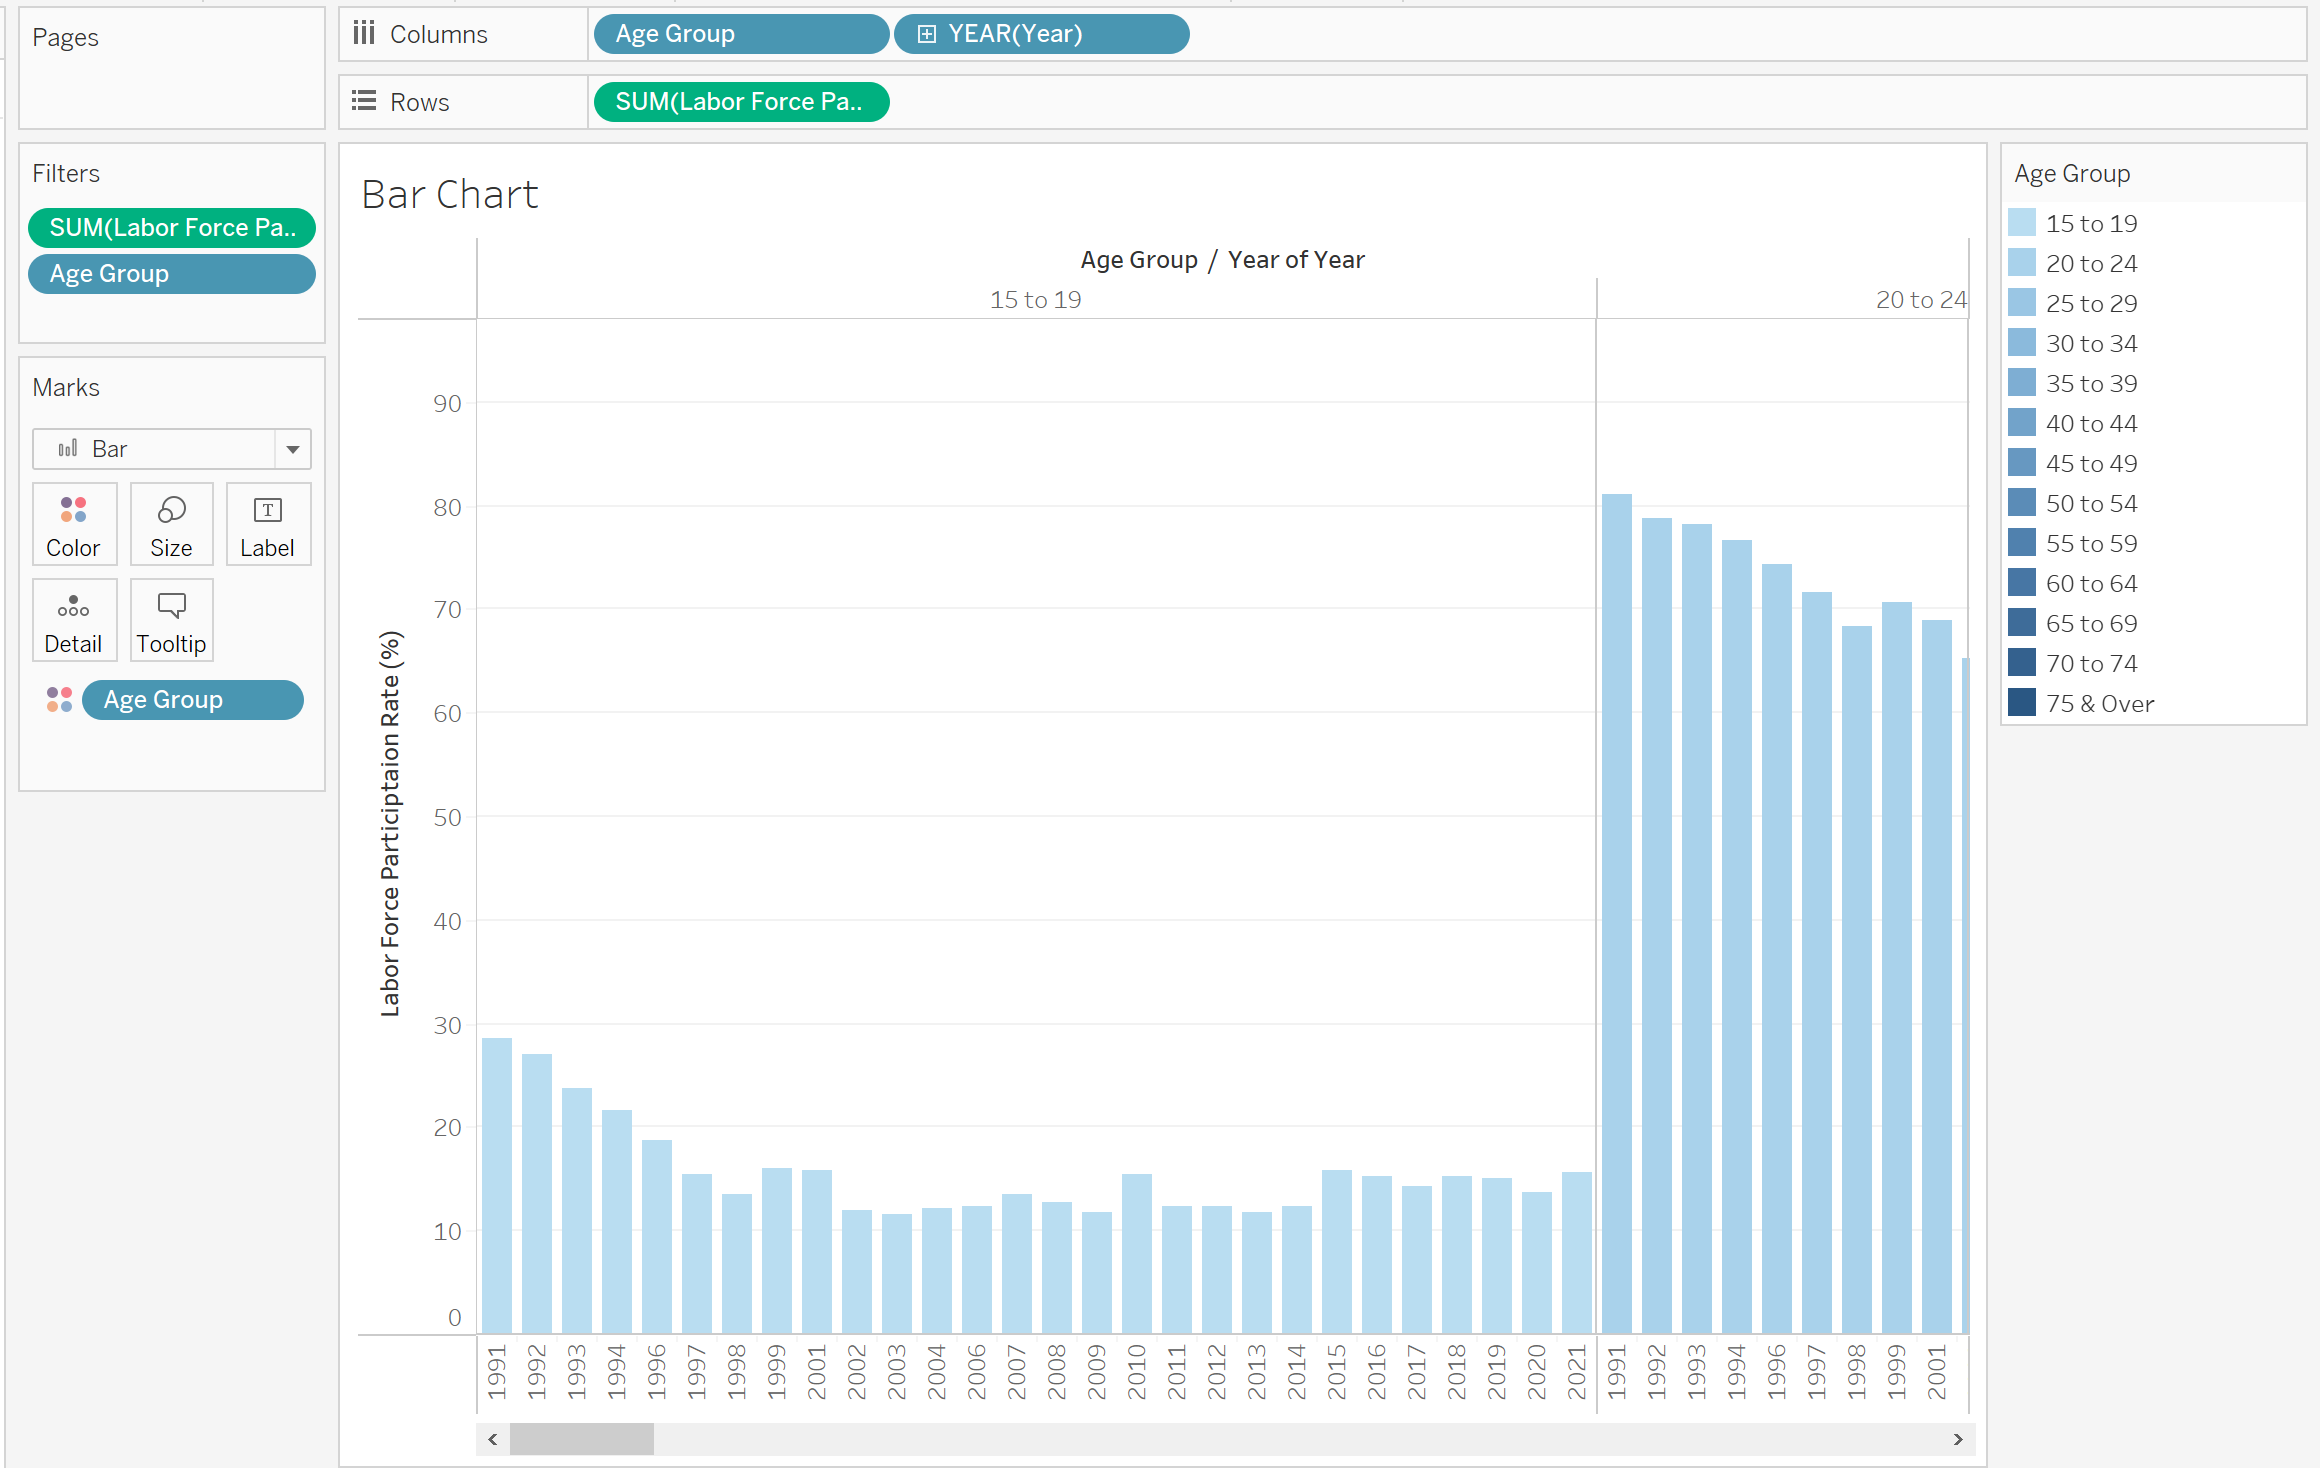 Pages
Columns
Age Group
YEAR(Year)
Rows
SUM(Labor Force Pa..
Filters
SUM(Labor Force Pa..
Age Group
Marks
Bar
Color
Size
Label
Detail
Tooltip
Age Group
Bar Chart
Age Group / Year of Year
15 to 19
20 to 24
Labor Force Participtaion Rate (%)
90
80
70
60
50
40
30
20
10
0
1991
1992
1993
1994
1996
1997
1998
1999
2001
2002
2003
2004
2006
2007
2008
2009
2010
2011
2012
2013
2014
2015
2016
2017
2018
2019
2020
2021
1991
1992
1993
1994
1996
1997
1998
1999
2001
Age Group
15 to 19
20 to 24
25 to 29
30 to 34
35 to 39
40 to 44
45 to 49
50 to 54
55 to 59
60 to 64
65 to 69
70 to 74
75 & Over